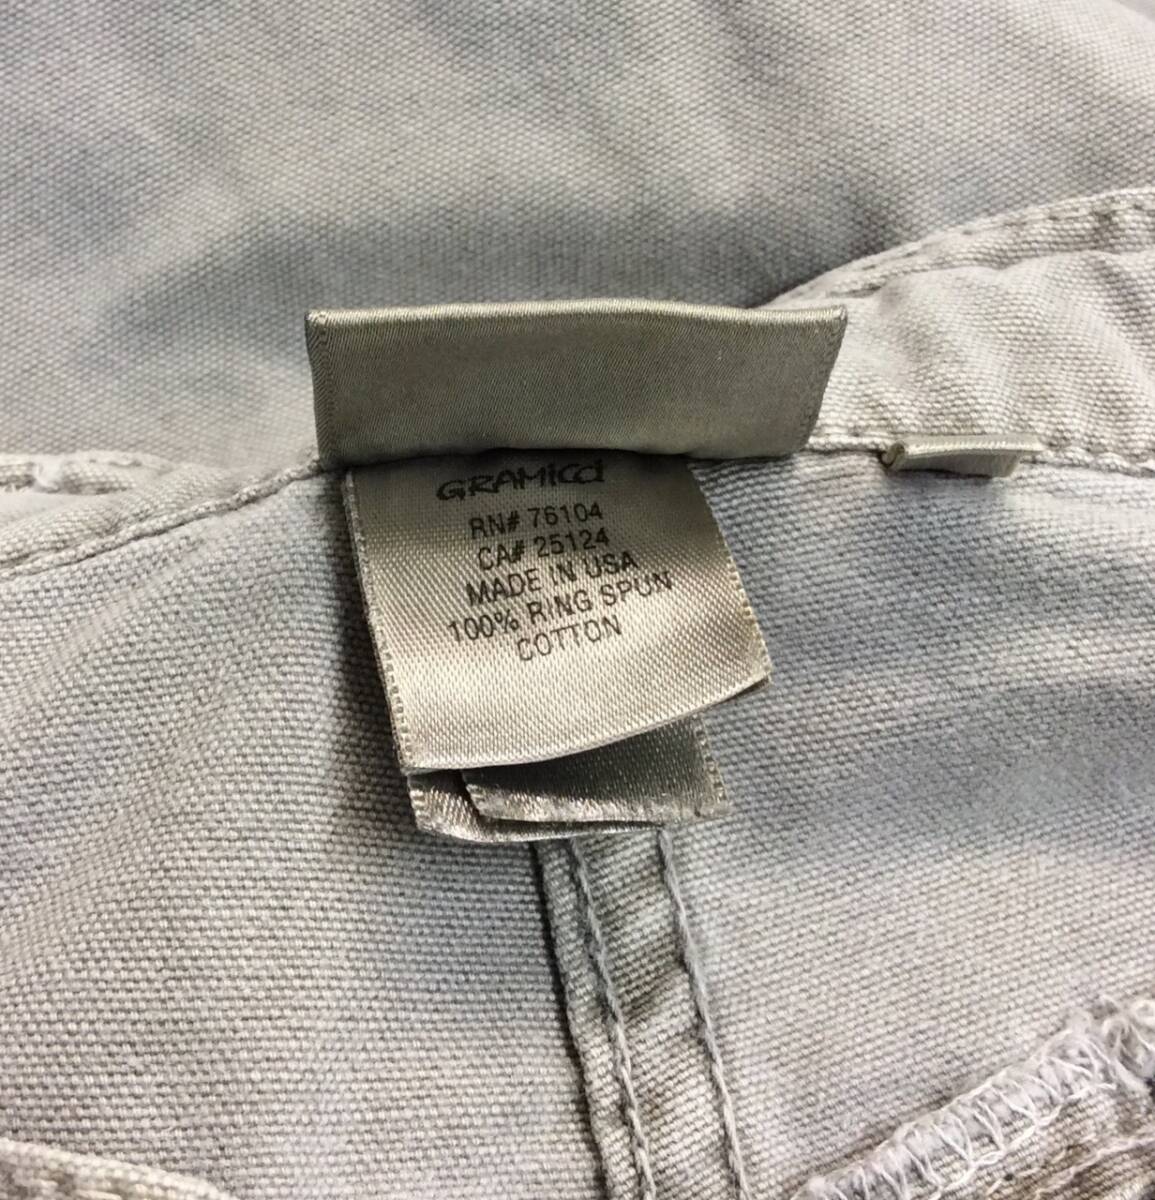 GRAMiCCi
RN# 76104
CA# 25124
MADE IN USA
100% RING SPUN
COTTON